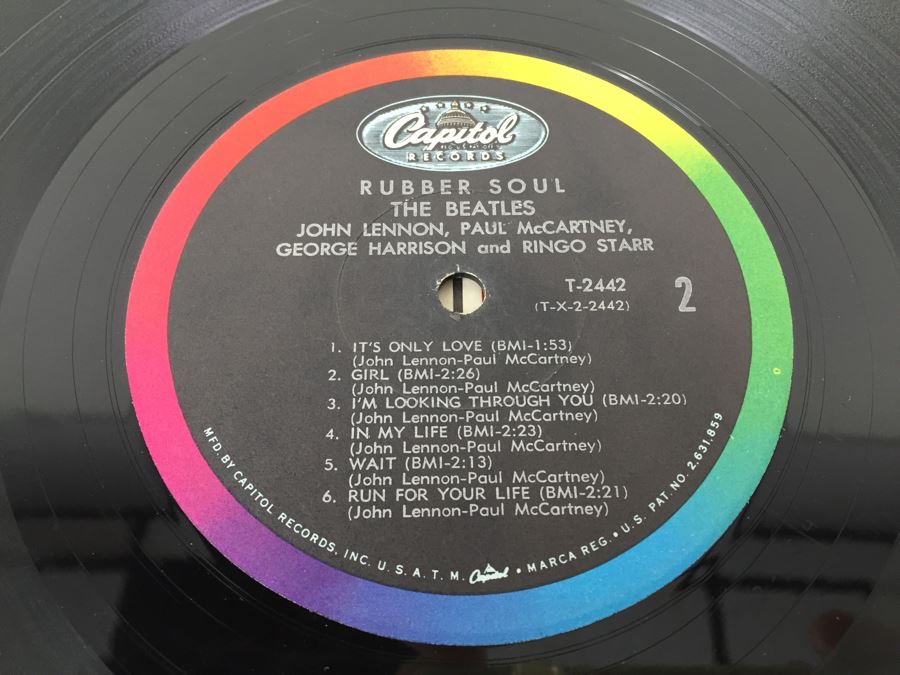 Capitol
RECORDS
RUBBER SOUL
THE BEATLES
JOHN LENNON, PAUL McCARTNEY,
GEORGE HARRISON and RINGO STARR
T-2442
(T-X-2-2442)
2
1. IT'S ONLY LOVE (BMI-1:53)
(John Lennon-Paul McCartney)
2. GIRL (BMI-2:26)
(John Lennon-Paul McCartney)
3. I'M LOOKING THROUGH YOU (BMI-2:20)
(John Lennon-Paul McCartney)
4. IN MY LIFE (BMI-2:23)
(John Lennon-Paul McCartney)
5. WAIT (BMI-2:13)
(John Lennon-Paul McCartney)
6. RUN FOR YOUR LIFE (BMI-2:21)
(John Lennon-Paul McCartney)
MFD. BY CAPITOL RECORDS, INC. U.S.A. T.M. Capitol • MARCA REG. • U.S. PAT. NO. 2,631,859